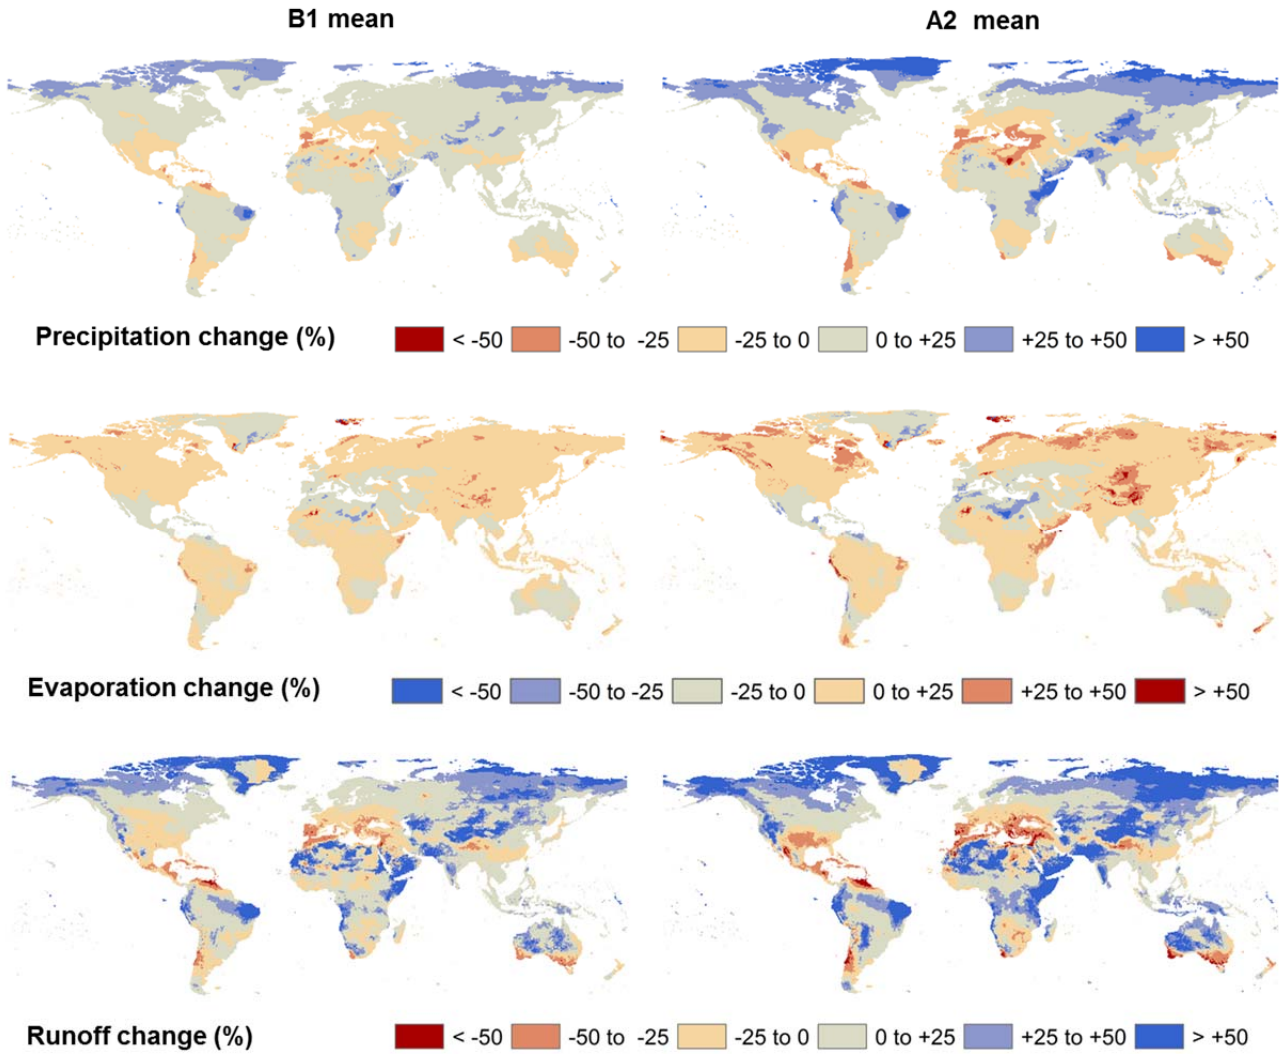 B1 mean A2 mean
Precipitation change (%) < -50 -50 to -25 -25 to 0 0 to +25 +25 to +50 > +50
Evaporation change (%) < -50 -50 to -25 -25 to 0 0 to +25 +25 to +50 > +50
Runoff change (%) < -50 -50 to -25 -25 to 0 0 to +25 +25 to +50 > +50